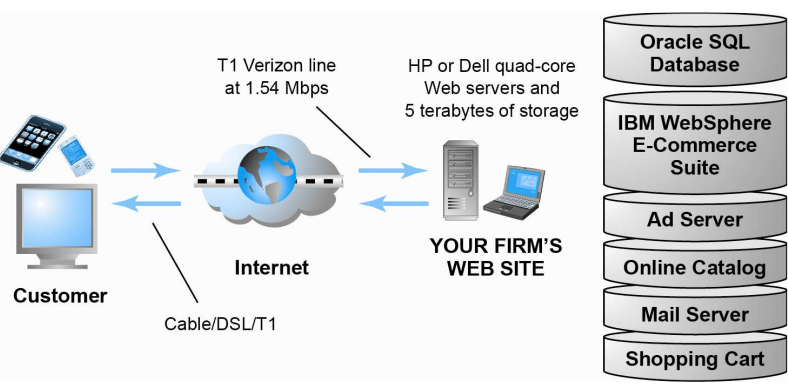 T1 Verizon line
at 1.54 Mbps
HP or Dell quad-core
Web servers and
5 terabytes of storage
Customer
Internet
YOUR FIRM'S
WEB SITE
Cable/DSL/T1
Oracle SQL
Database
IBM WebSphere
E-Commerce
Suite
Ad Server
Online Catalog
Mail Server
Shopping Cart